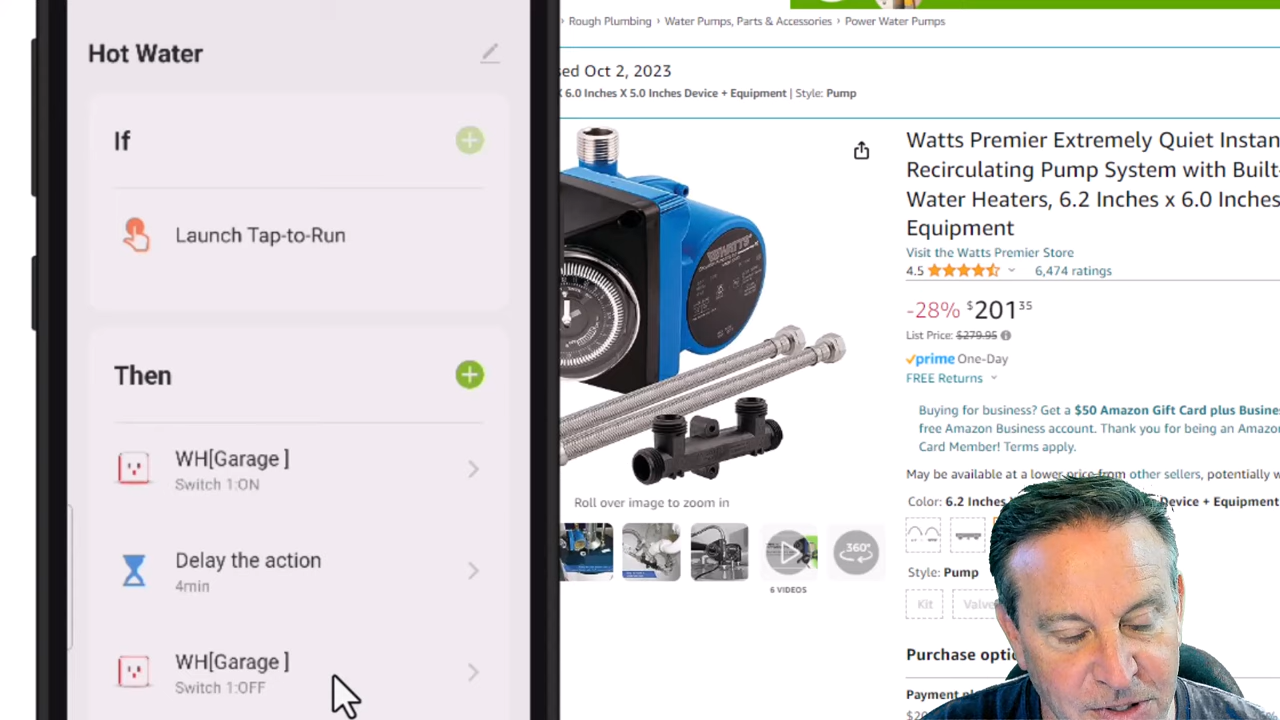 Hot Water
If
Launch Tap-to-Run
Then
WH[Garage ]
Switch 1:ON
Delay the action
4min
WH[Garage ]
Switch 1:OFF
› Rough Plumbing › Water Pumps, Parts & Accessories › Power Water Pumps
sed Oct 2, 2023
X 6.0 Inches X 5.0 Inches Device + Equipment | Style: Pump
WATTS
Roll over image to zoom in
360°
6 VIDEOS
Watts Premier Extremely Quiet Instan
Recirculating Pump System with Built-
Water Heaters, 6.2 Inches x 6.0 Inches
Equipment
Visit the Watts Premier Store
4.5 6,474 ratings
-28% $201 35
List Price: $279.95
prime One-Day
FREE Returns
Buying for business? Get a $50 Amazon Gift Card plus Busine
free Amazon Business account. Thank you for being an Amazo
Card Member! Terms apply.
May be available at a lower price from other sellers, potentially w
Color: 6.2 Inches Device + Equipment
Style: Pump
Kit Valve
Purchase optio
Payment pl